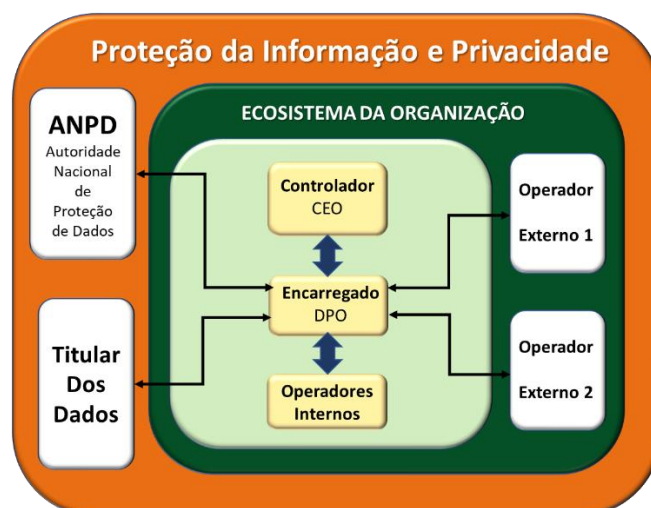 Proteção da Informação e Privacidade
ANPD
Autoridade
Nacional
de
Proteção
de Dados
ECOSISTEMA DA ORGANIZAÇÃO
Controlador
CEO
Encarregado
DPO
Operadores
Internos
Operador
Externo 1
Titular
Dos
Dados
Operador
Externo 2